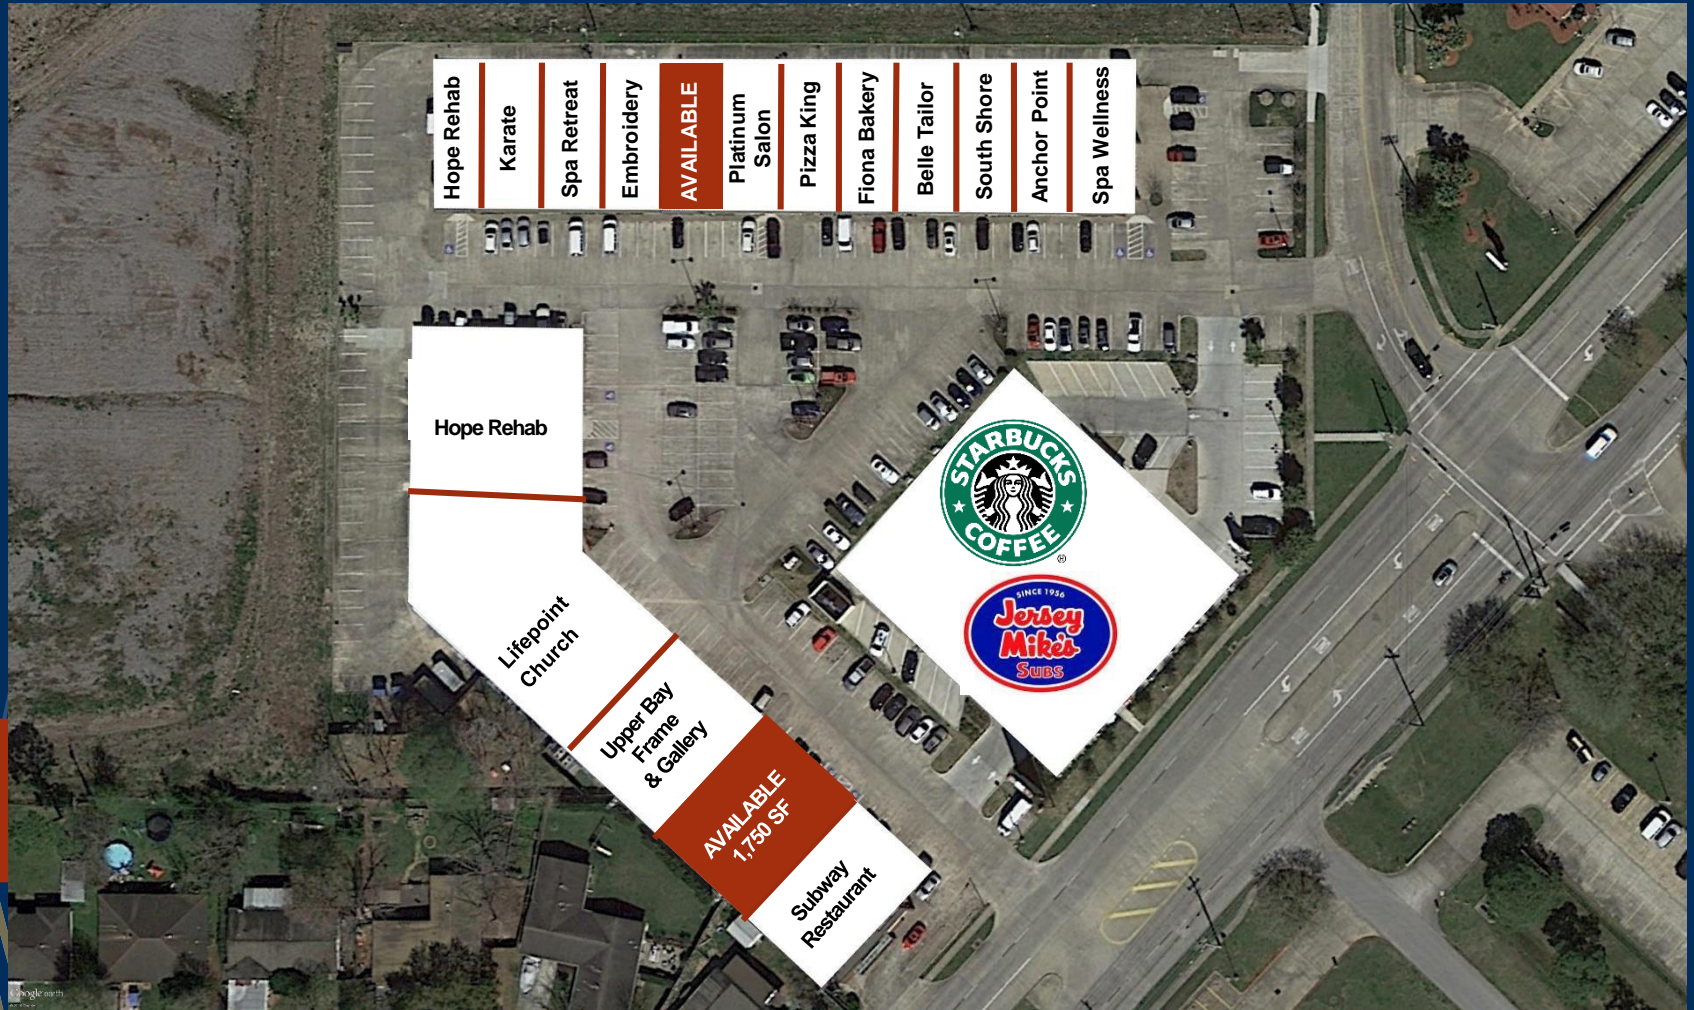 Hope Rehab
Karate
Spa Retreat
Embroidery
AVAILABLE
Platinum
Salon
Pizza King
Fiona Bakery
Belle Tailor
South Shore
Anchor Point
Spa Wellness
Hope Rehab
STARBUCKS
COFFEE
®
SINCE 1956
Jersey
Mike's
SUBS
Lifepoint
Church
Upper Bay
Frame
& Gallery
AVAILABLE
1,750 SF
Subway
Restaurant
Google earth